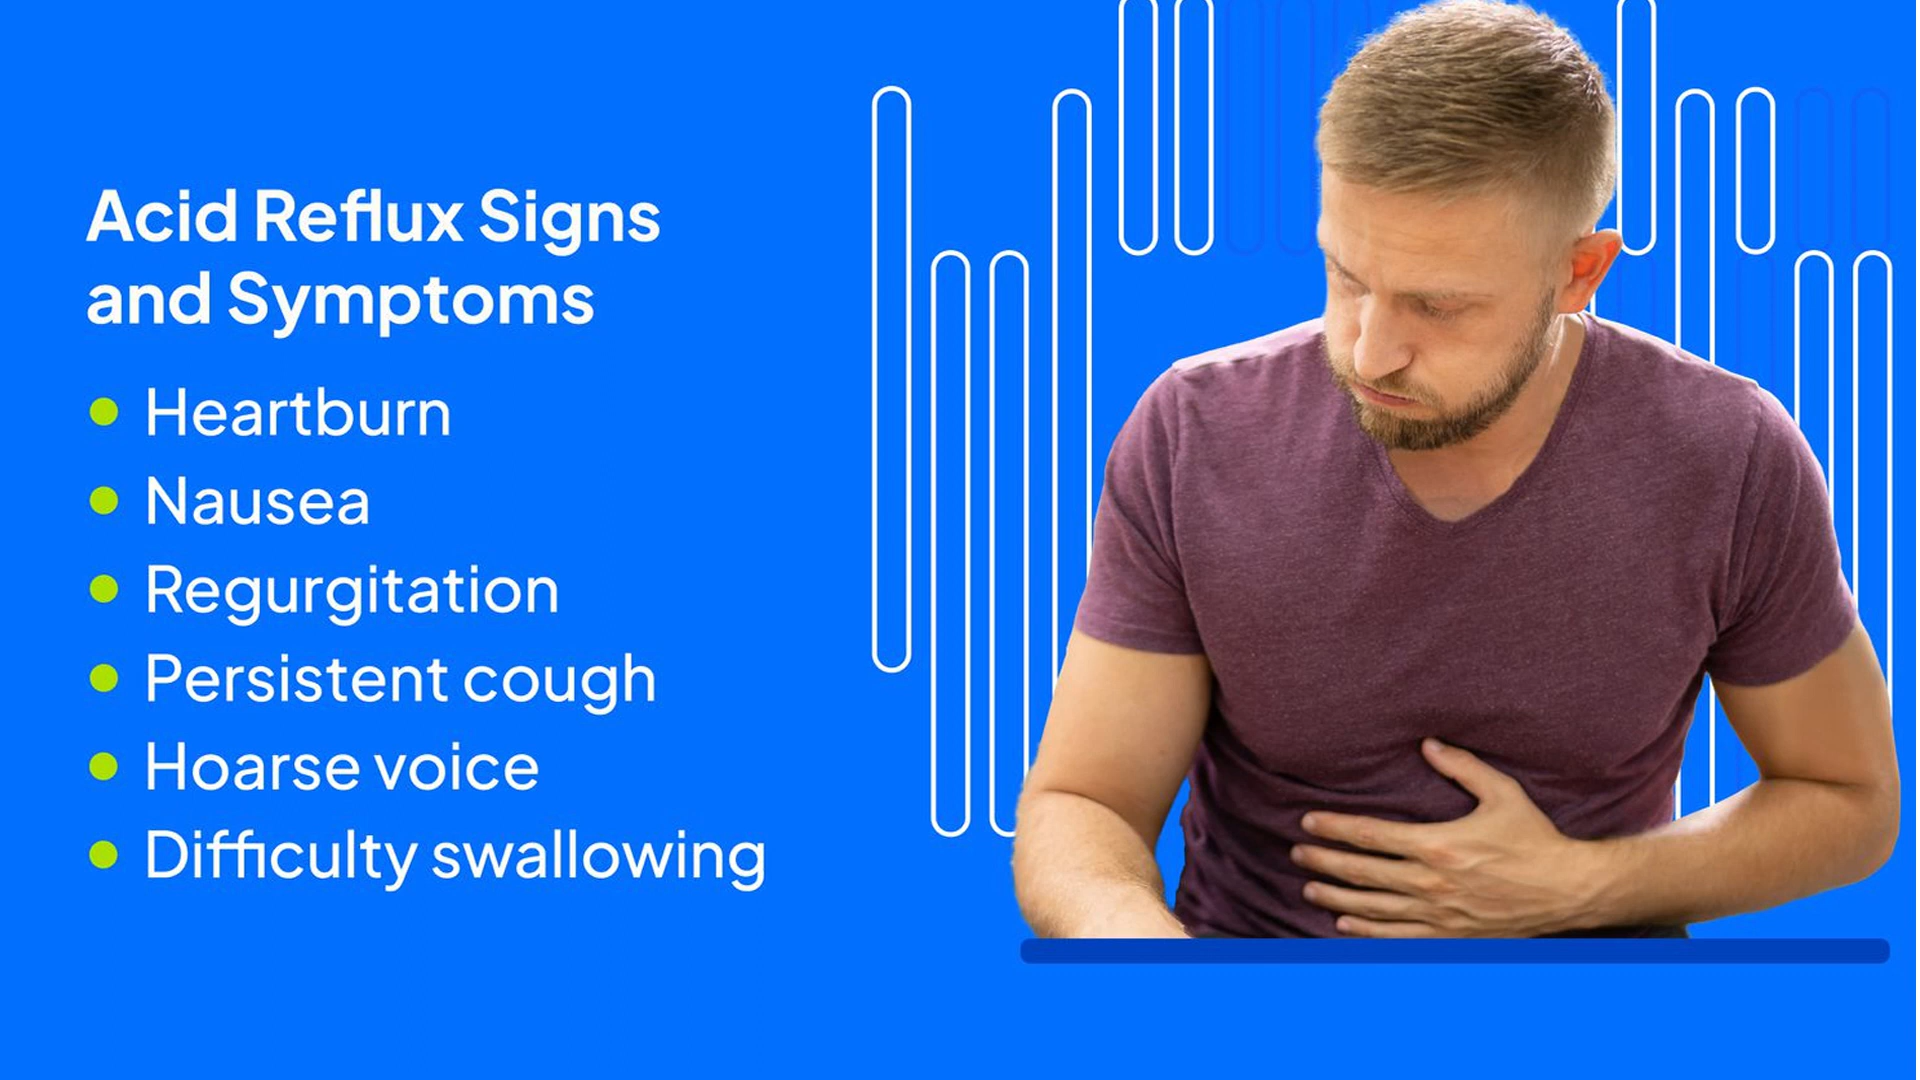 Acid Reflux Signs
and Symptoms
Heartburn
Nausea
Regurgitation
Persistent cough
Hoarse voice
Difficulty swallowing